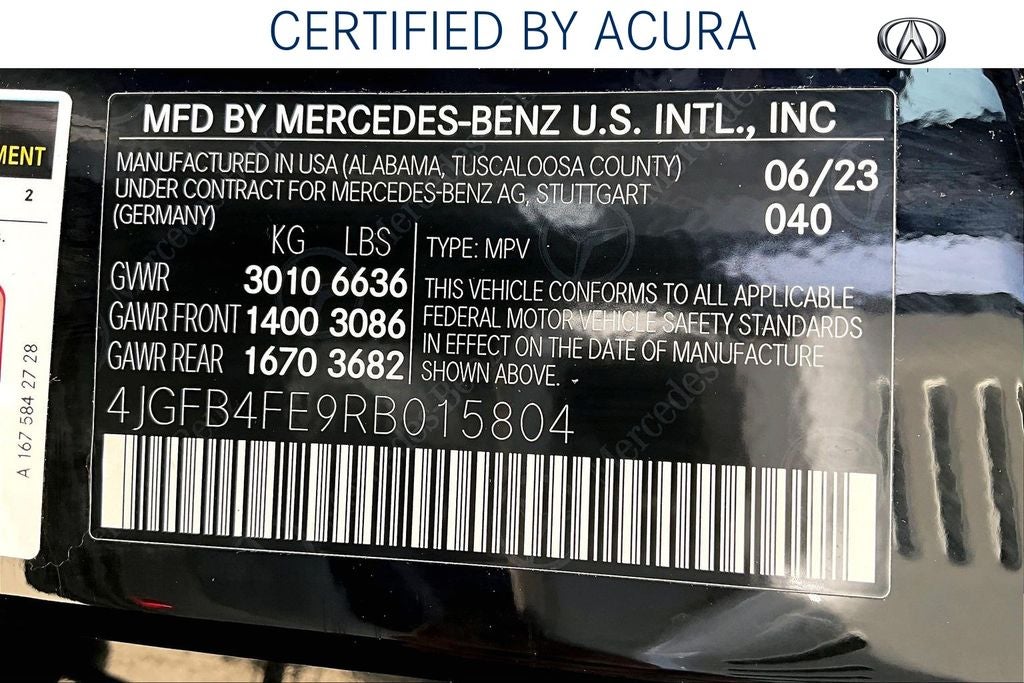 CERTIFIED BY ACURA
MFD BY MERCEDES-BENZ U.S. INTL., INC
MANUFACTURED IN USA (ALABAMA, TUSCALOOSA COUNTY)
UNDER CONTRACT FOR MERCEDES-BENZ AG, STUTTGART
(GERMANY)
06/23
040
KG LBS
GVWR 3010 6636
GAWR FRONT 1400 3086
GAWR REAR 1670 3682
TYPE: MPV
THIS VEHICLE CONFORMS TO ALL APPLICABLE
FEDERAL MOTOR VEHICLE SAFETY STANDARDS
IN EFFECT ON THE DATE OF MANUFACTURE
SHOWN ABOVE.
4JGFB4FE9RB015804
MENT
2
A 167 584 27 28